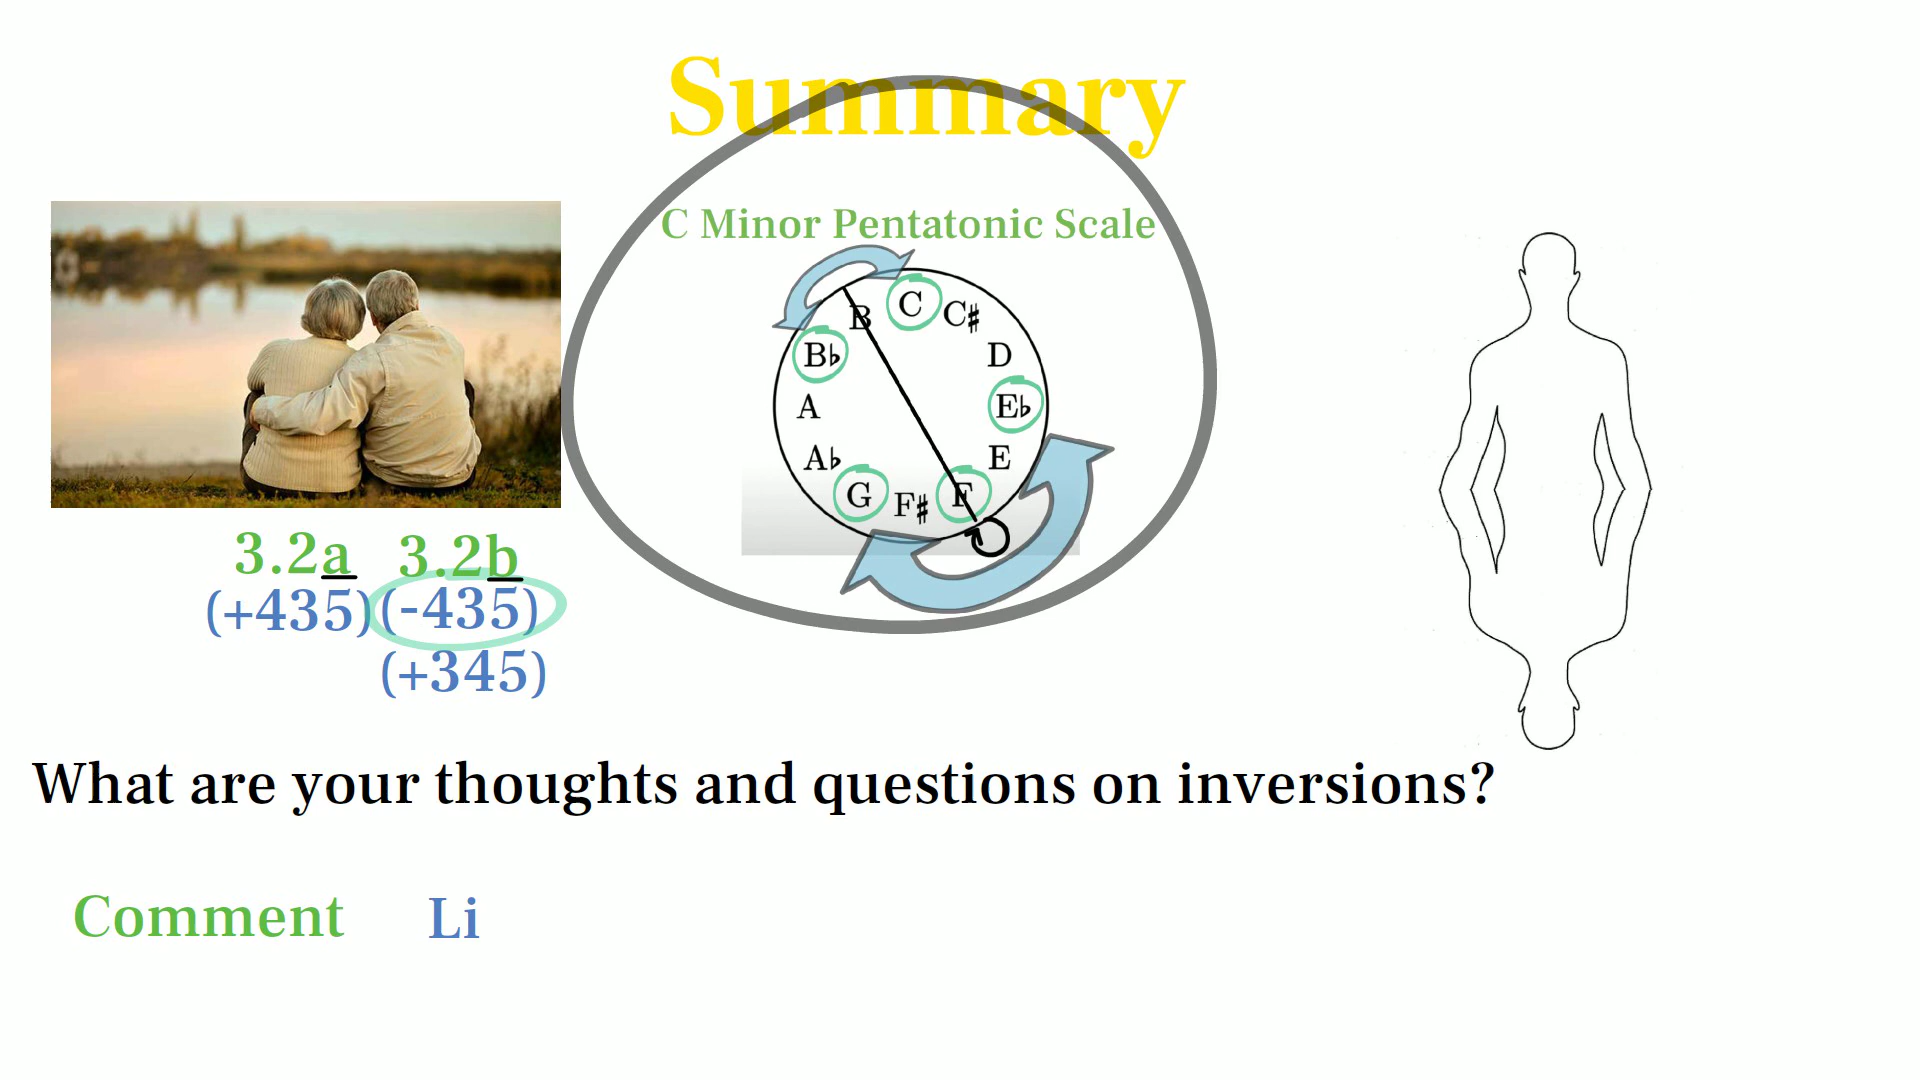 Summary
C Minor Pentatonic Scale
C
B
C♯
B♭
D
A
E♭
A♭
E
G
F♯
F
3.2a 3.2b
(+435) (-435)
(+345)
What are your thoughts and questions on inversions?
Comment Li